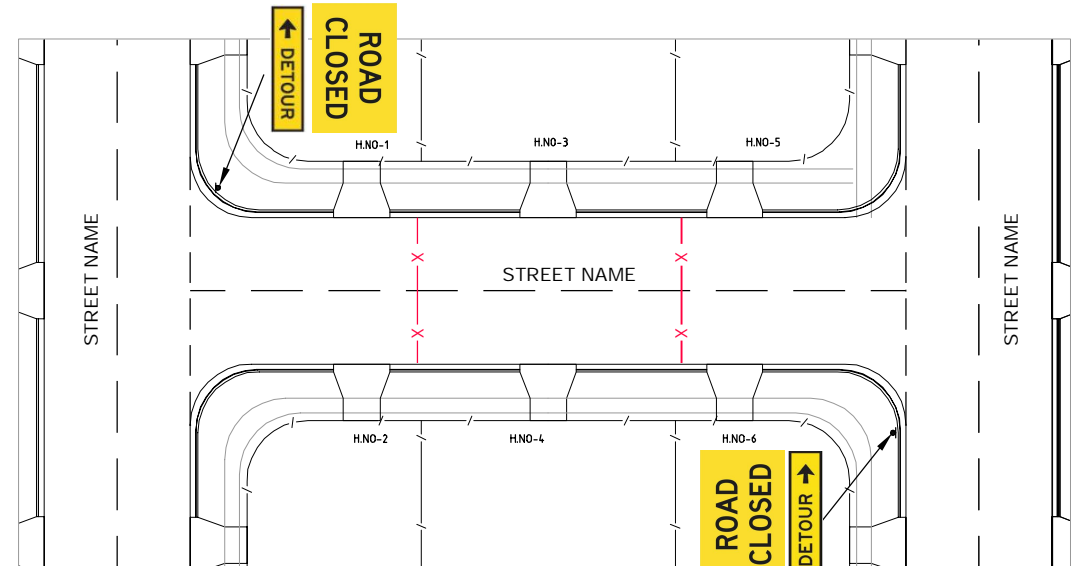 ROAD
CLOSED
← DETOUR
H.NO-1
H.NO-3
H.NO-5
STREET NAME
STREET NAME
STREET NAME
X
X
X
X
H.NO-2
H.NO-4
H.NO-6
ROAD
CLOSED
DETOUR →